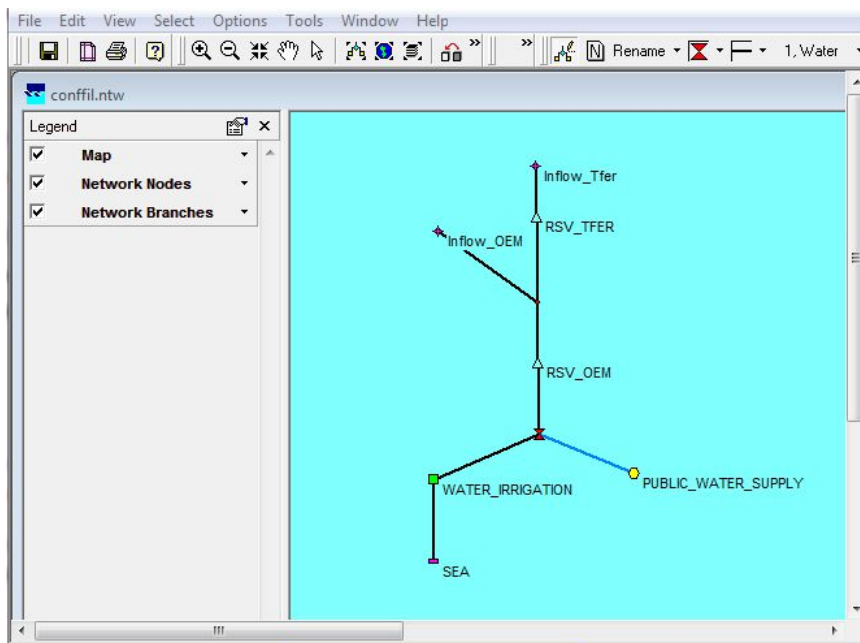 File Edit View Select Options Tools Window Help
» » N Rename 1, Water
conffil.ntw
Legend
Map
Network Nodes
Network Branches
Inflow_Tfer
RSV_TFER
Inflow_OEM
RSV_OEM
WATER_IRRIGATION
PUBLIC_WATER_SUPPLY
SEA